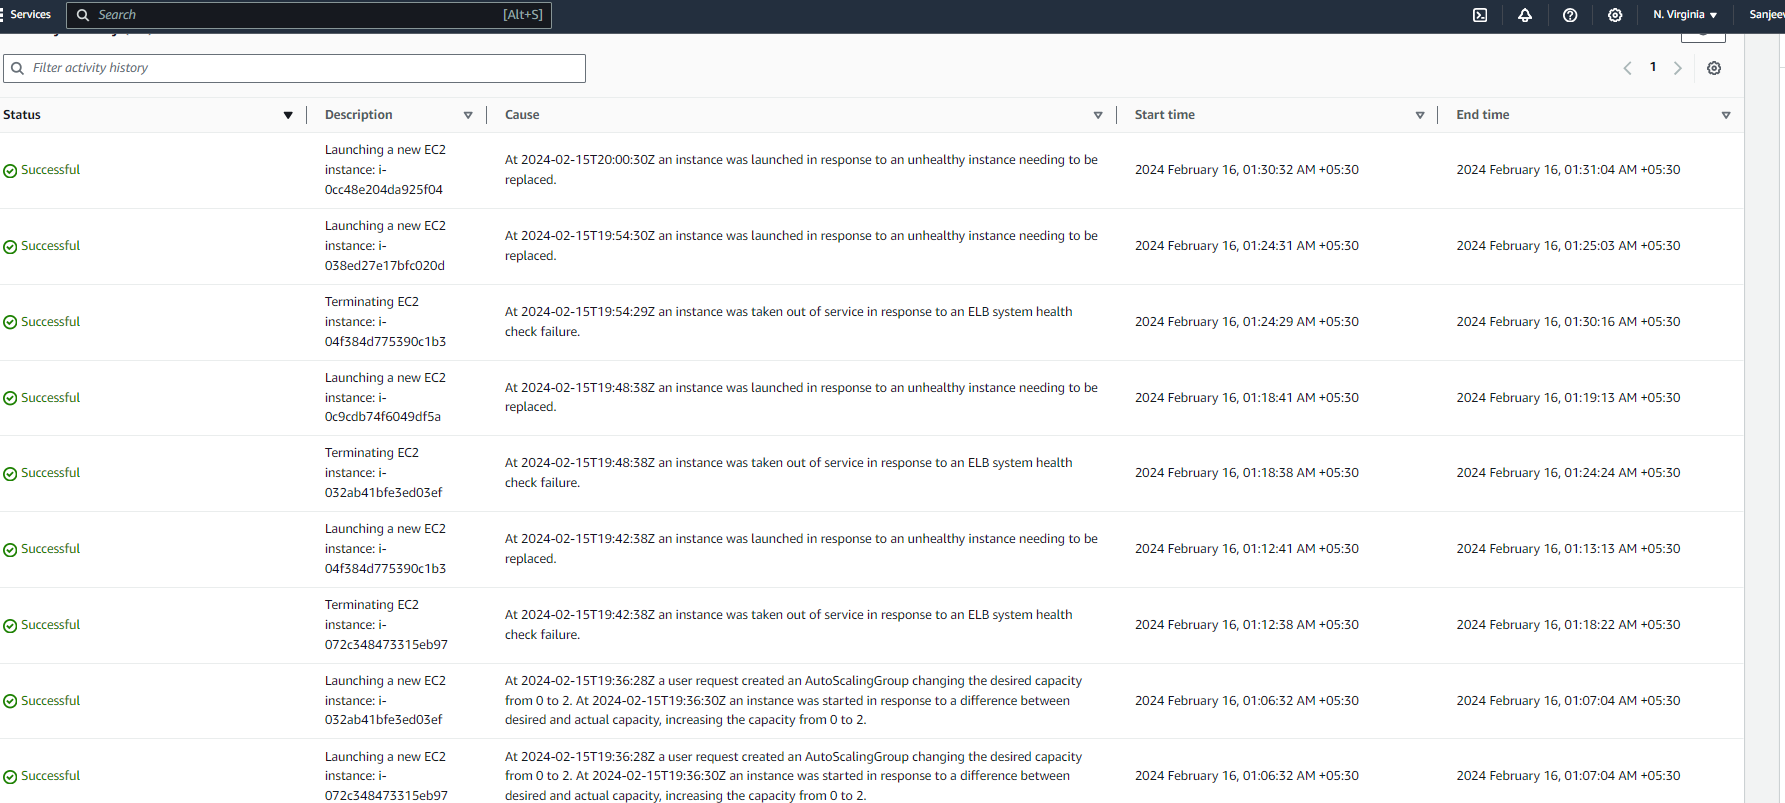 Services
Search
[Alt+S]
N. Virginia
Sanjeev
Filter activity history
1
Status
Description
Cause
Start time
End time
Successful
Launching a new EC2
instance: i-
0cc48e204da925f04
At 2024-02-15T20:00:30Z an instance was launched in response to an unhealthy instance needing to be
replaced.
2024 February 16, 01:30:32 AM +05:30
2024 February 16, 01:31:04 AM +05:30
Successful
Launching a new EC2
instance: i-
038ed27e17bfc020d
At 2024-02-15T19:54:30Z an instance was launched in response to an unhealthy instance needing to be
replaced.
2024 February 16, 01:24:31 AM +05:30
2024 February 16, 01:25:03 AM +05:30
Successful
Terminating EC2
instance: i-
04f384d775390c1b3
At 2024-02-15T19:54:29Z an instance was taken out of service in response to an ELB system health
check failure.
2024 February 16, 01:24:29 AM +05:30
2024 February 16, 01:30:16 AM +05:30
Successful
Launching a new EC2
instance: i-
0c9cdb74f6049df5a
At 2024-02-15T19:48:38Z an instance was launched in response to an unhealthy instance needing to be
replaced.
2024 February 16, 01:18:41 AM +05:30
2024 February 16, 01:19:13 AM +05:30
Successful
Terminating EC2
instance: i-
032ab41bfe3ed03ef
At 2024-02-15T19:48:38Z an instance was taken out of service in response to an ELB system health
check failure.
2024 February 16, 01:18:38 AM +05:30
2024 February 16, 01:24:24 AM +05:30
Successful
Launching a new EC2
instance: i-
04f384d775390c1b3
At 2024-02-15T19:42:38Z an instance was launched in response to an unhealthy instance needing to be
replaced.
2024 February 16, 01:12:41 AM +05:30
2024 February 16, 01:13:13 AM +05:30
Successful
Terminating EC2
instance: i-
072c348473315eb97
At 2024-02-15T19:42:38Z an instance was taken out of service in response to an ELB system health
check failure.
2024 February 16, 01:12:38 AM +05:30
2024 February 16, 01:18:22 AM +05:30
Successful
Launching a new EC2
instance: i-
032ab41bfe3ed03ef
At 2024-02-15T19:36:28Z a user request created an AutoScalingGroup changing the desired capacity
from 0 to 2. At 2024-02-15T19:36:30Z an instance was started in response to a difference between
desired and actual capacity, increasing the capacity from 0 to 2.
2024 February 16, 01:06:32 AM +05:30
2024 February 16, 01:07:04 AM +05:30
Successful
Launching a new EC2
instance: i-
072c348473315eb97
At 2024-02-15T19:36:28Z a user request created an AutoScalingGroup changing the desired capacity
from 0 to 2. At 2024-02-15T19:36:30Z an instance was started in response to a difference between
desired and actual capacity, increasing the capacity from 0 to 2.
2024 February 16, 01:06:32 AM +05:30
2024 February 16, 01:07:04 AM +05:30